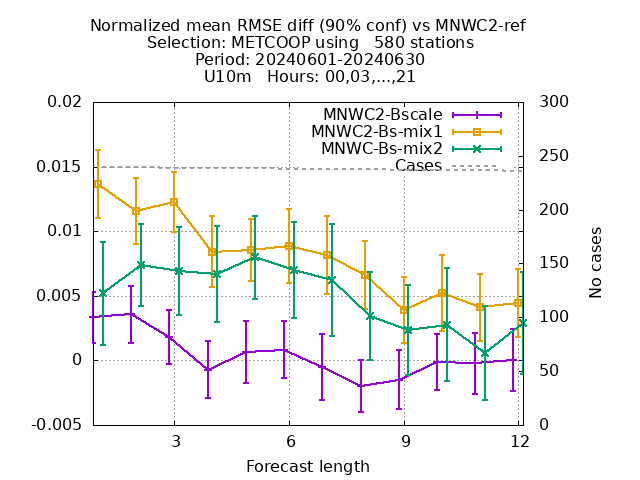 Normalized mean RMSE diff (90% conf) vs MNWC2-ref
Selection: METCOOP using   580 stations
Period: 20240601-20240630
U10m   Hours: 00,03,...,21
0.02
0.015
0.01
0.005
0
-0.005
MNWC2-Bscale
MNWC2-Bs-mix1
MNWC-Bs-mix2
Cases
300
250
200
150
100
50
0
No cases
3
6
9
12
Forecast length